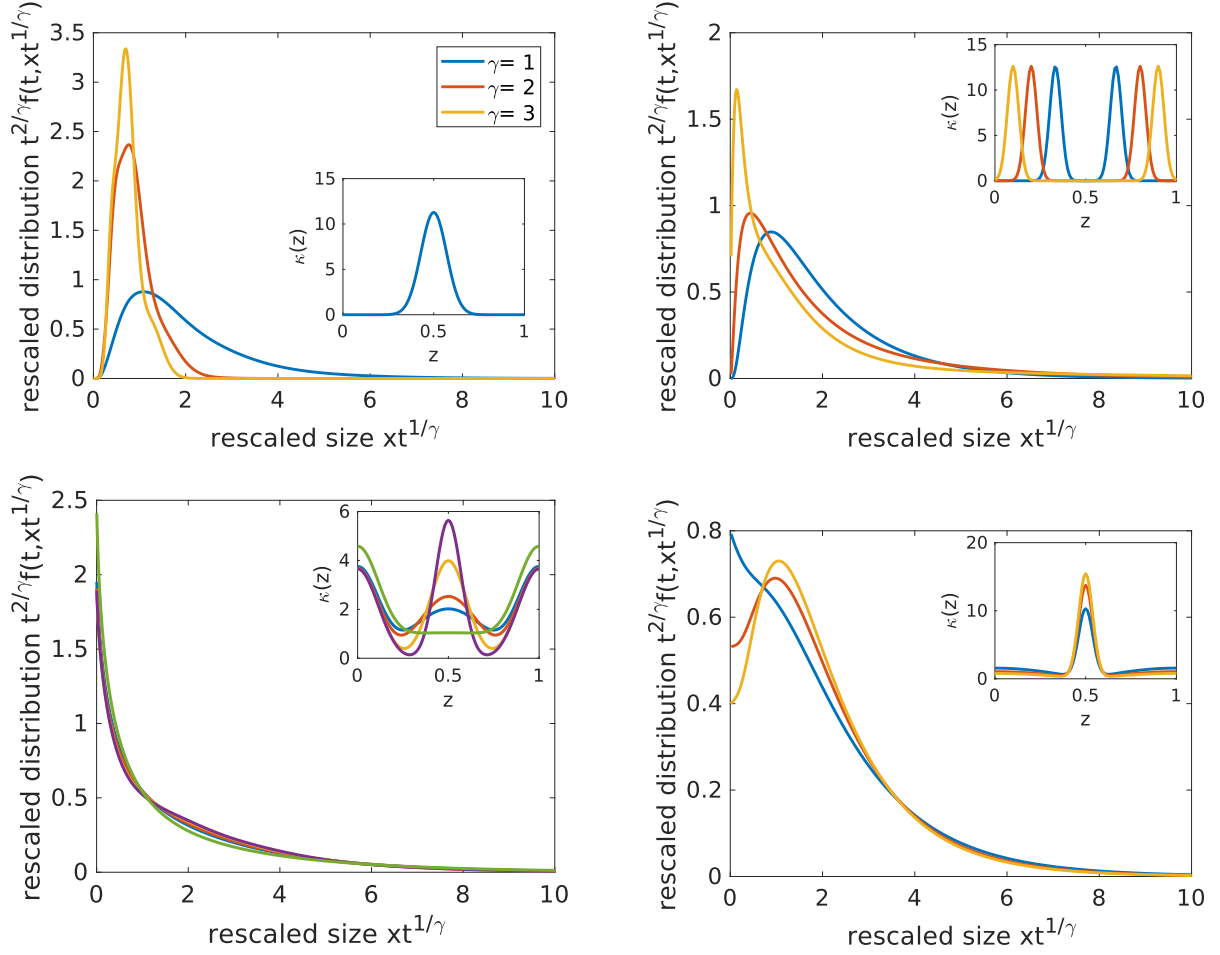 rescaled distribution t^{2/γ}f(t,xt^{1/γ})
3.5
3
2.5
2
1.5
1
0.5
0
0 2 4 6 8 10
rescaled size xt^{1/γ}
γ= 1
γ= 2
γ= 3
κ(z)
15
10
5
0
0 0.5 1
z
rescaled distribution t^{2/γ}f(t,xt^{1/γ})
2
1.5
1
0.5
0
0 2 4 6 8 10
rescaled size xt^{1/γ}
κ(z)
15
10
5
0
0 0.5 1
z
rescaled distribution t^{2/γ}f(t,xt^{1/γ})
2.5
2
1.5
1
0.5
0
0 2 4 6 8 10
rescaled size xt^{1/γ}
κ(z)
6
4
2
0
0 0.5 1
z
rescaled distribution t^{2/γ}f(t,xt^{1/γ})
0.8
0.6
0.4
0.2
0
0 2 4 6 8 10
rescaled size xt^{1/γ}
κ(z)
20
10
0
0 0.5 1
z